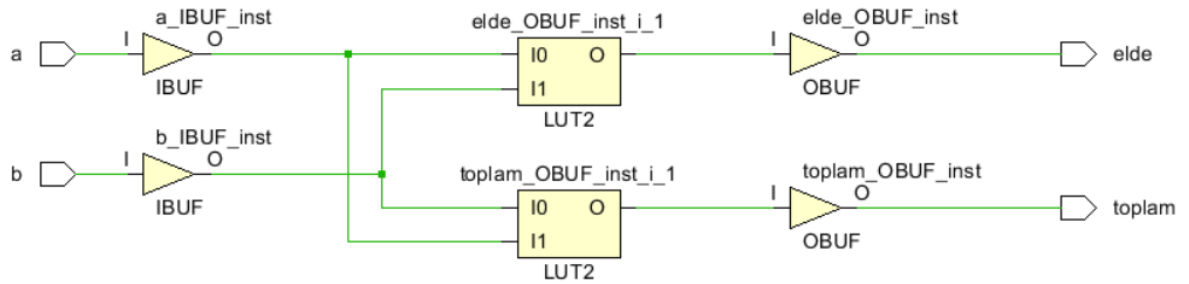 a_IBUF_inst
elde_OBUF_inst_i_1
elde_OBUF_inst
a
I
O
I0
O
I1
I
O
elde
IBUF
LUT2
OBUF
b_IBUF_inst
toplam_OBUF_inst_i_1
toplam_OBUF_inst
b
I
O
I0
O
I1
I
O
toplam
IBUF
LUT2
OBUF